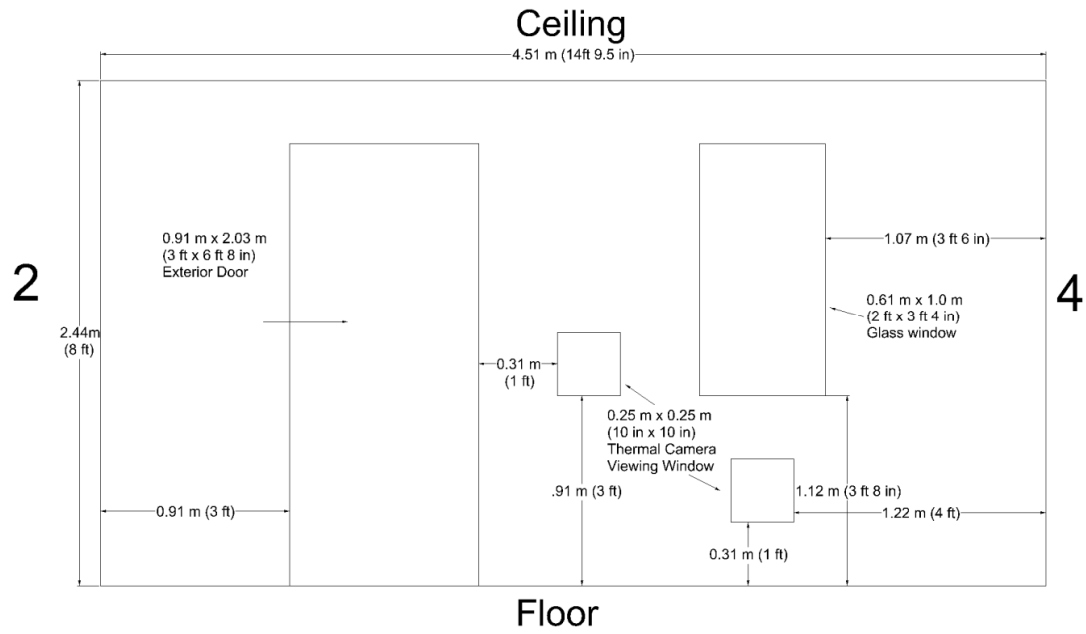 Ceiling
4.51 m (14ft 9.5 in)
0.91 m x 2.03 m
(3 ft x 6 ft 8 in)
Exterior Door
1.07 m (3 ft 6 in)
2
4
0.61 m x 1.0 m
(2 ft x 3 ft 4 in)
Glass window
2.44m
(8 ft)
0.31 m
(1 ft)
0.25 m x 0.25 m
(10 in x 10 in)
Thermal Camera
Viewing Window
.91 m (3 ft)
1.12 m (3 ft 8 in)
0.91 m (3 ft)
1.22 m (4 ft)
0.31 m (1 ft)
Floor